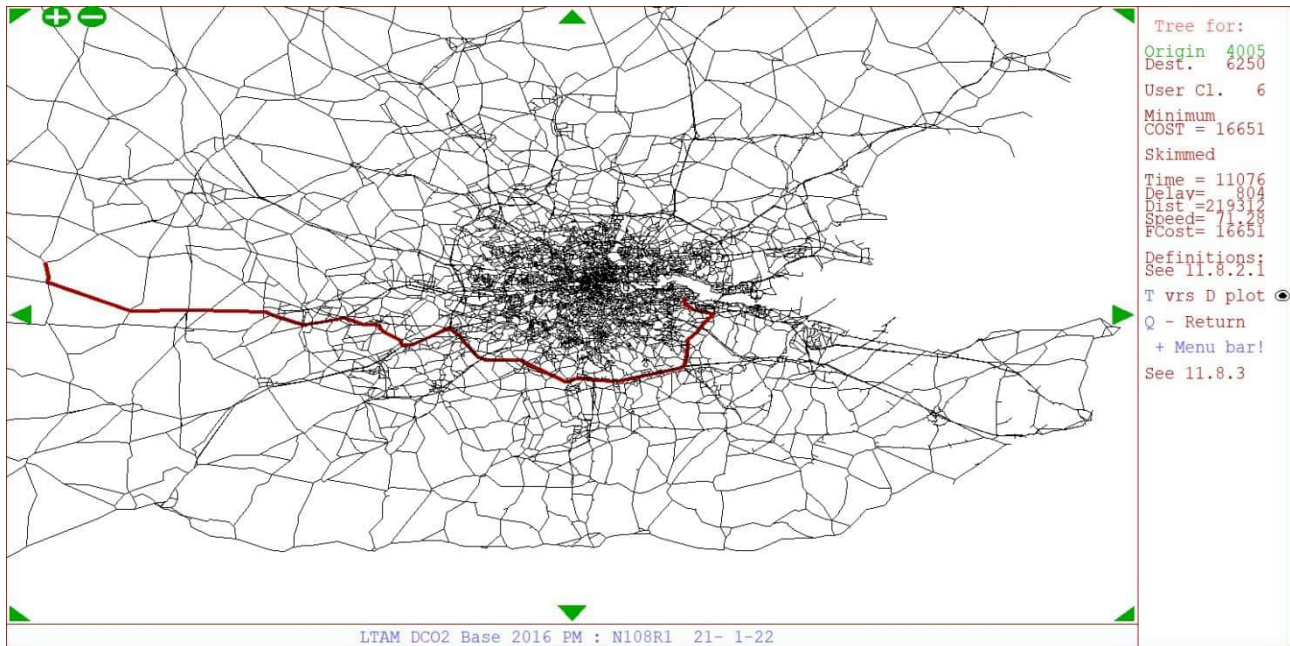 Tree for:
Origin 4005
Dest. 6250
User Cl. 6
Minimum
COST = 16651
Skimmed
Time = 11076
Delay= 804
Dist =219312
Speed= 71.28
FCost= 16651
Definitions:
See 11.8.2.1
T vrs D plot
Q - Return
+ Menu bar!
See 11.8.3
LTAM DCO2 Base 2016 PM : N108R1 21- 1-22